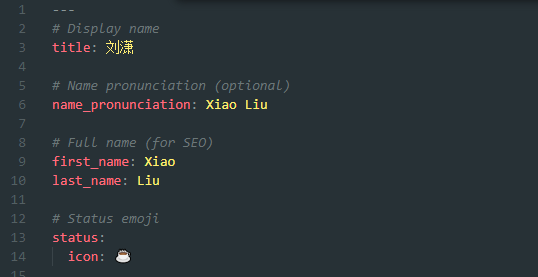 1 ---
2 # Display name
3 title: 刘潇
4
5 # Name pronunciation (optional)
6 name_pronunciation: Xiao Liu
7
8 # Full name (for SEO)
9 first_name: Xiao
10 last_name: Liu
11
12 # Status emoji
13 status:
14   icon: ☕
15